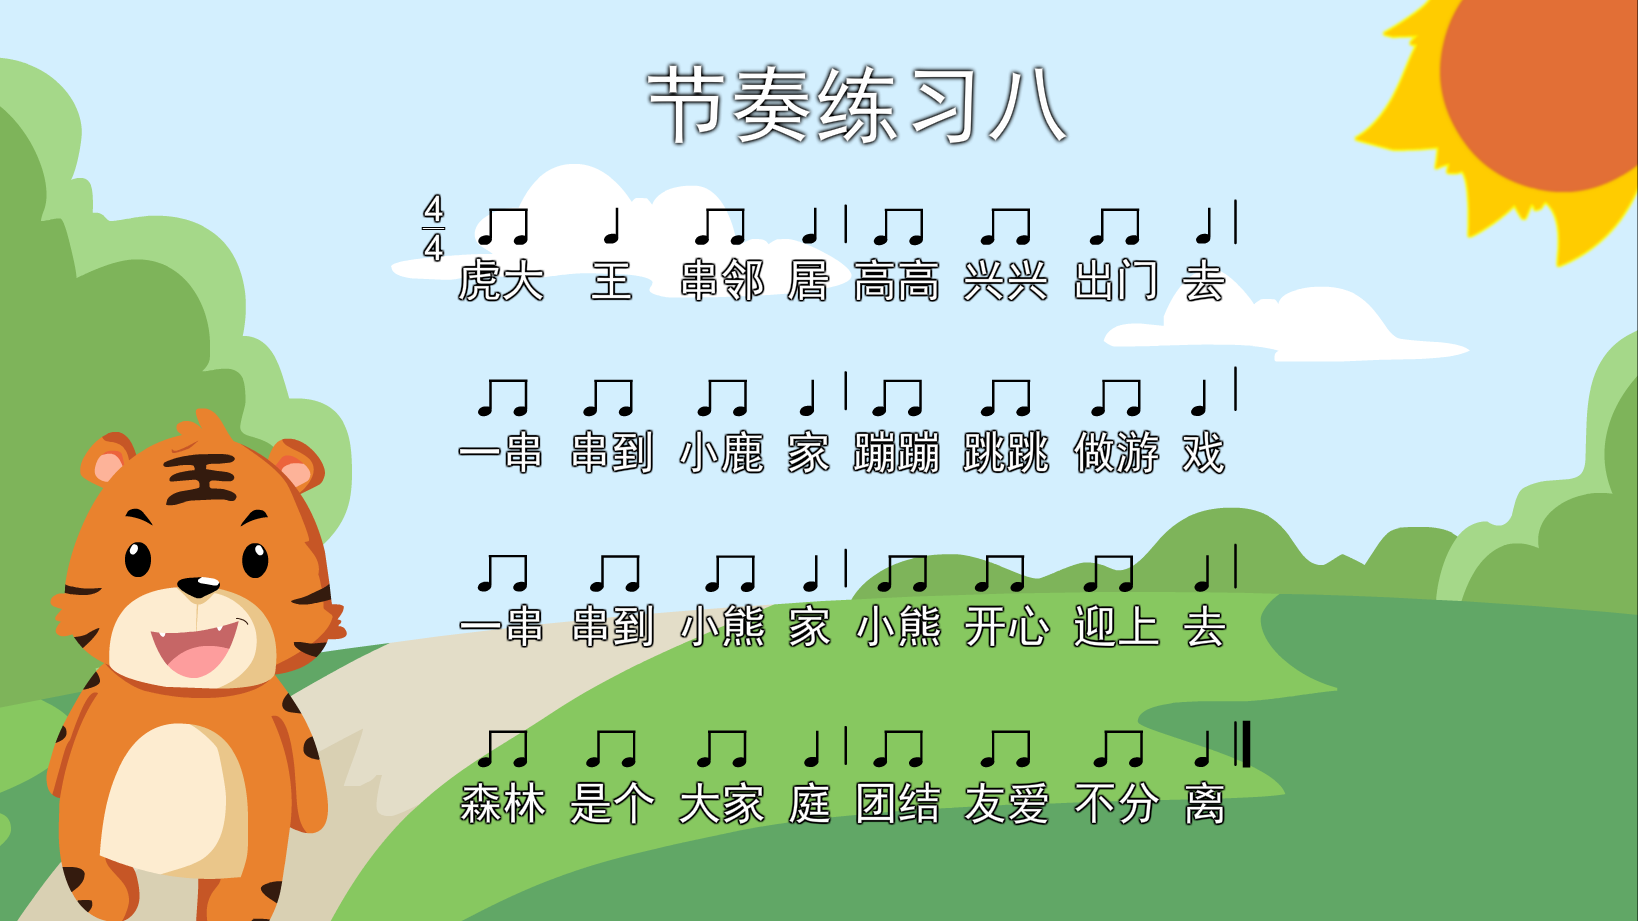 节奏练习八
4
4
虎大 王 串邻 居 高高 兴兴 出门 去
一串 串到 小鹿 家 蹦蹦 跳跳 做游 戏
一串 串到 小熊 家 小熊 开心 迎上 去
森林 是个 大家 庭 团结 友爱 不分 离